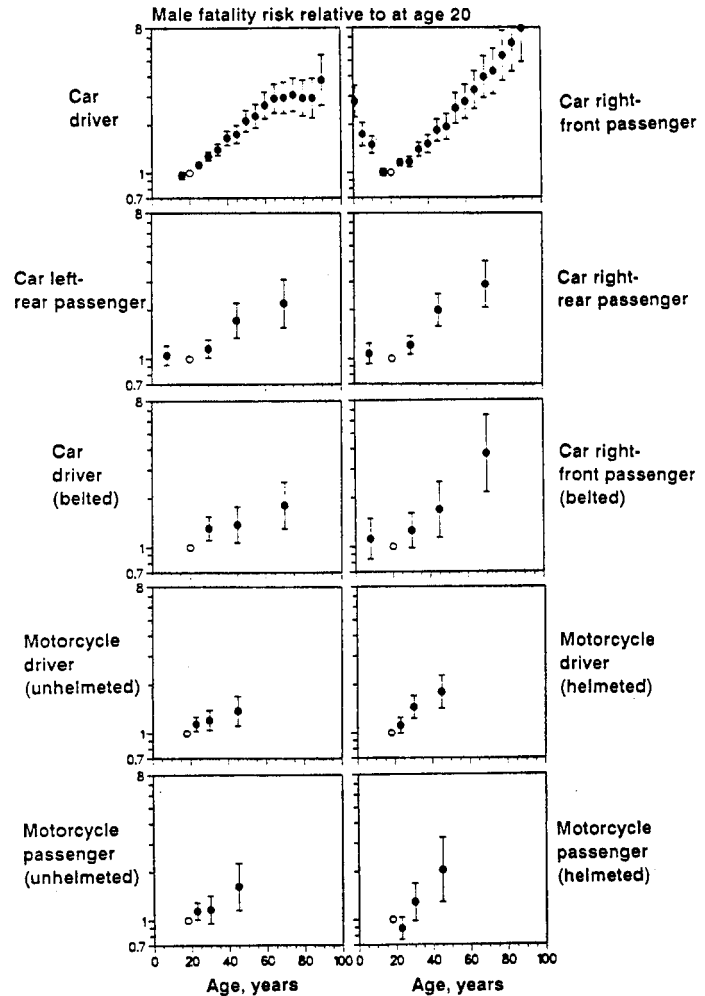 Male fatality risk relative to at age 20
8
1
0.7
Car
driver
Car right-
front passenger
8
1
0.7
Car left-
rear passenger
Car right-
rear passenger
8
1
0.7
Car
driver
(belted)
Car right-
front passenger
(belted)
8
1
0.7
Motorcycle
driver
(unhelmeted)
Motorcycle
driver
(helmeted)
8
1
0.7
Motorcycle
passenger
(unhelmeted)
Motorcycle
passenger
(helmeted)
0 20 40 60 80 100 0 20 40 60 80 100
Age, years Age, years